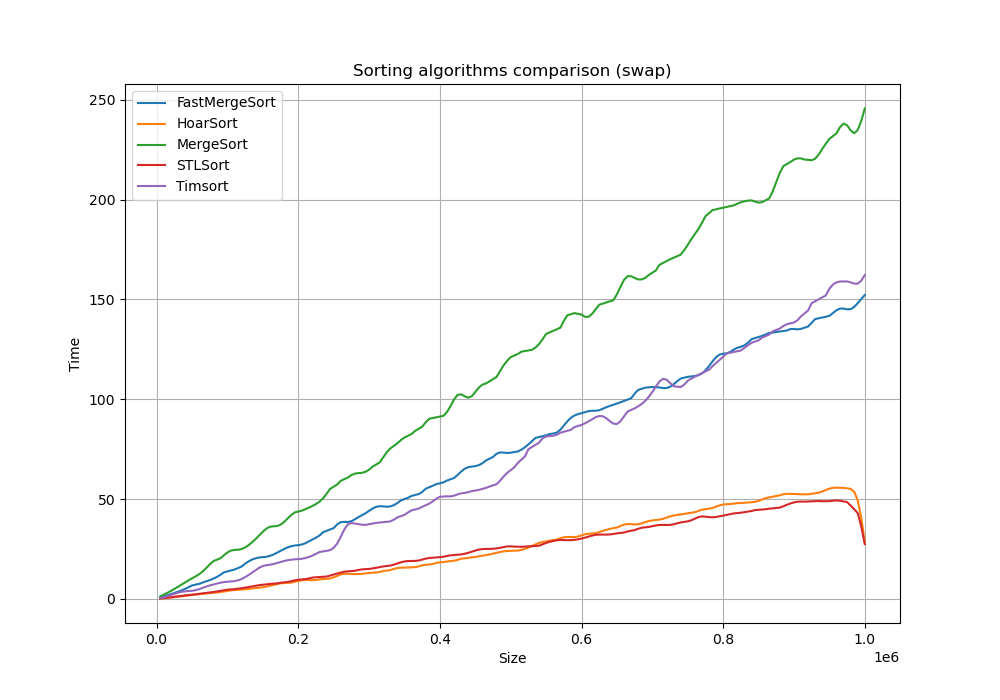 Sorting algorithms comparison (swap)
FastMergeSort
HoarSort
MergeSort
STLSort
Timsort
250
200
150
100
50
0
Time
0.0 0.2 0.4 0.6 0.8 1.0
1e6
Size